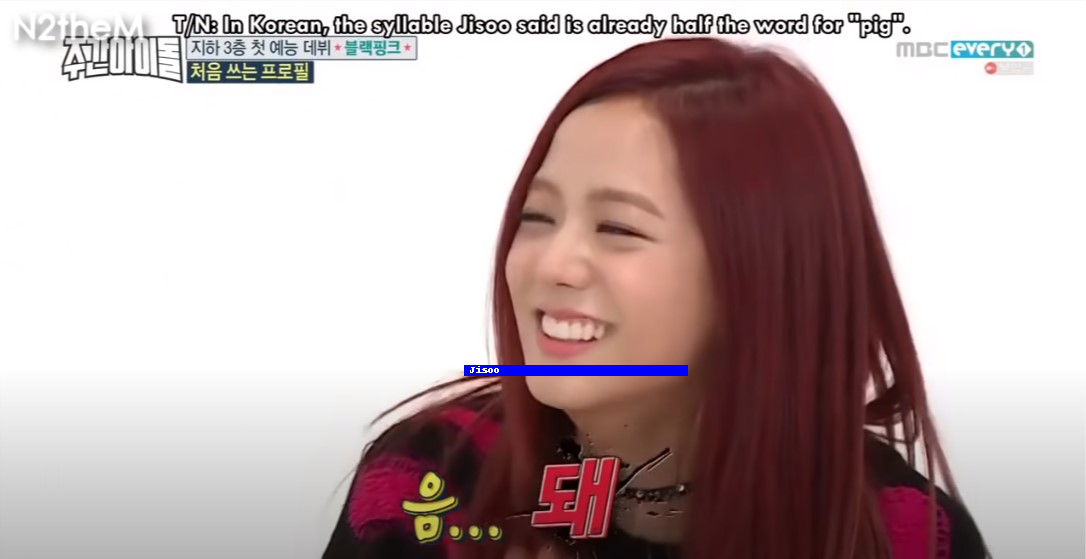 N2theM
T/N: In Korean, the syllable Jisoo said is already half the word for "pig".
주간아이돌
지하 3층 첫 예능 데뷔 ★블랙핑크★
처음 쓰는 프로필
MBC every1
Jisoo
음...
돼